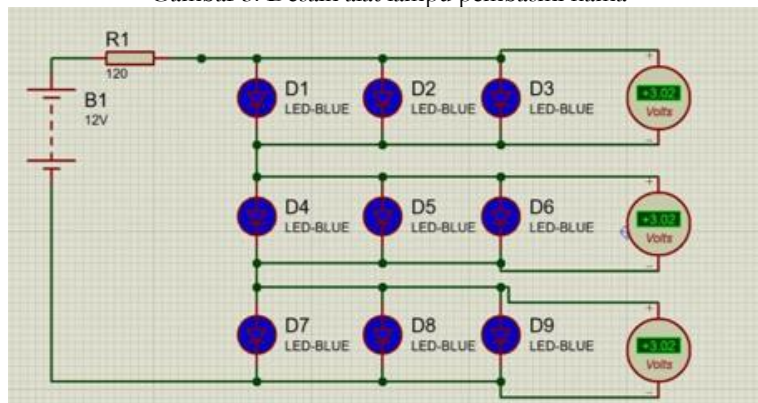 R1
120
B1
12V
D1
LED-BLUE
D2
LED-BLUE
D3
LED-BLUE
+3.02
Volts
D4
LED-BLUE
D5
LED-BLUE
D6
LED-BLUE
+3.02
Volts
D7
LED-BLUE
D8
LED-BLUE
D9
LED-BLUE
+3.02
Volts